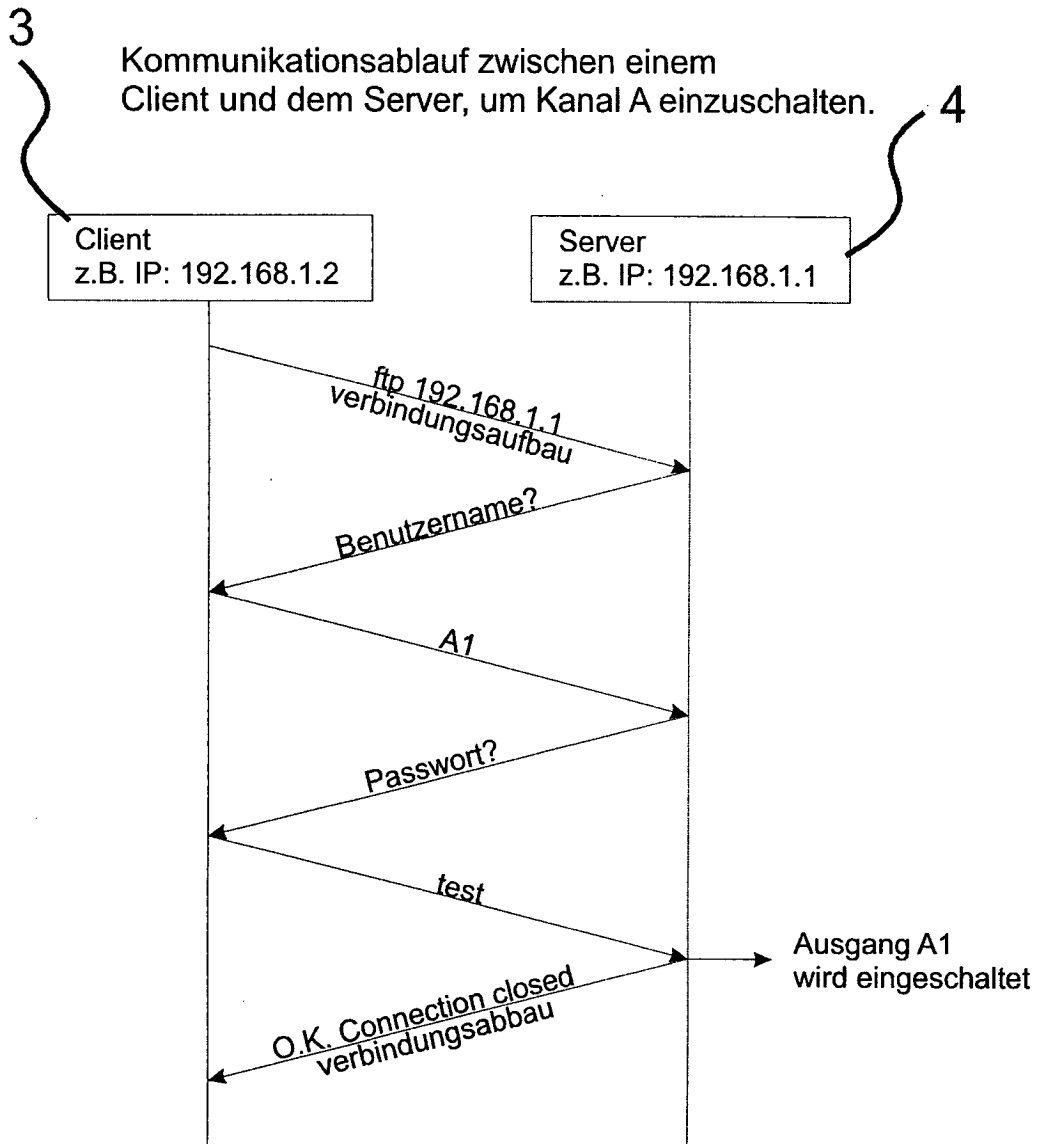 3
Kommunikationsablauf zwischen einem
Client und dem Server, um Kanal A einzuschalten.
4
Client
z.B. IP: 192.168.1.2
Server
z.B. IP: 192.168.1.1
ftp 192.168.1.1
verbindungsaufbau
Benutzername?
A1
Passwort?
test
Ausgang A1
wird eingeschaltet
O.K. Connection closed
verbindungsabbau